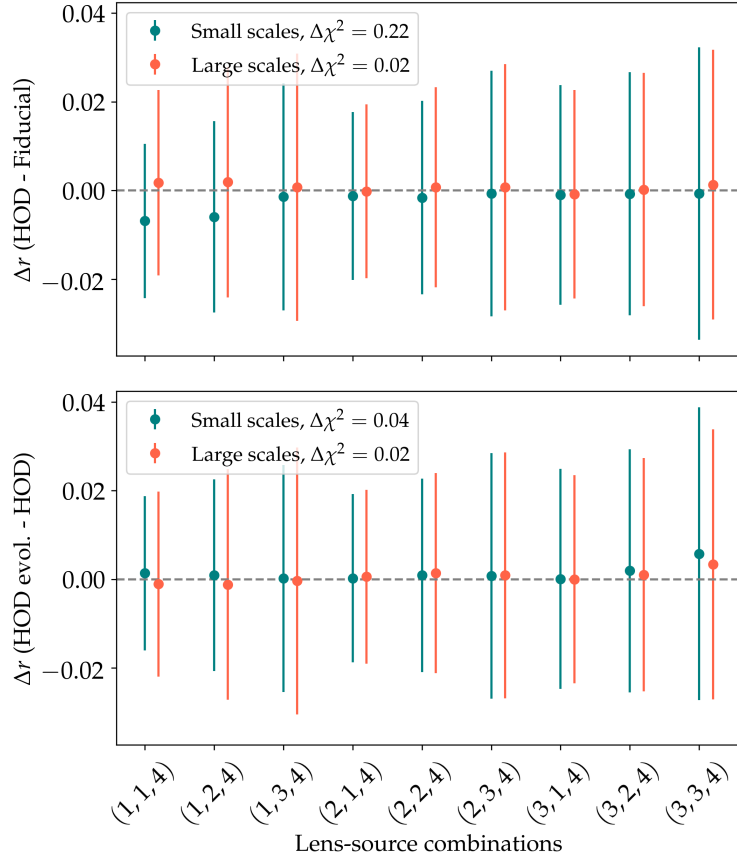 0.04
0.02
0.00
−0.02
Δr (HOD - Fiducial)
Small scales, Δχ² = 0.22
Large scales, Δχ² = 0.02
0.04
0.02
0.00
−0.02
Δr (HOD evol. - HOD)
Small scales, Δχ² = 0.04
Large scales, Δχ² = 0.02
(1,1,4) (1,2,4) (1,3,4) (2,1,4) (2,2,4) (2,3,4) (3,1,4) (3,2,4) (3,3,4)
Lens-source combinations